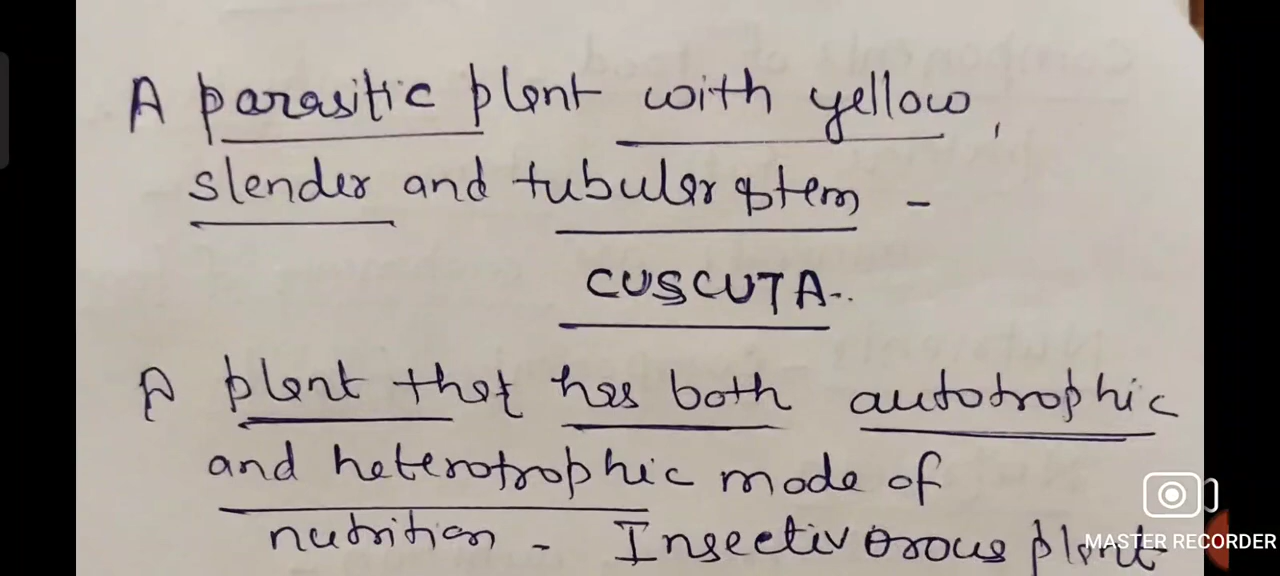 A parasitic plant with yellow,
slender and tubular stem -
CUSCUTA..
A plant that has both autotrophic
and heterotrophic mode of
nutrition - Insectivorous plant
MASTER RECORDER